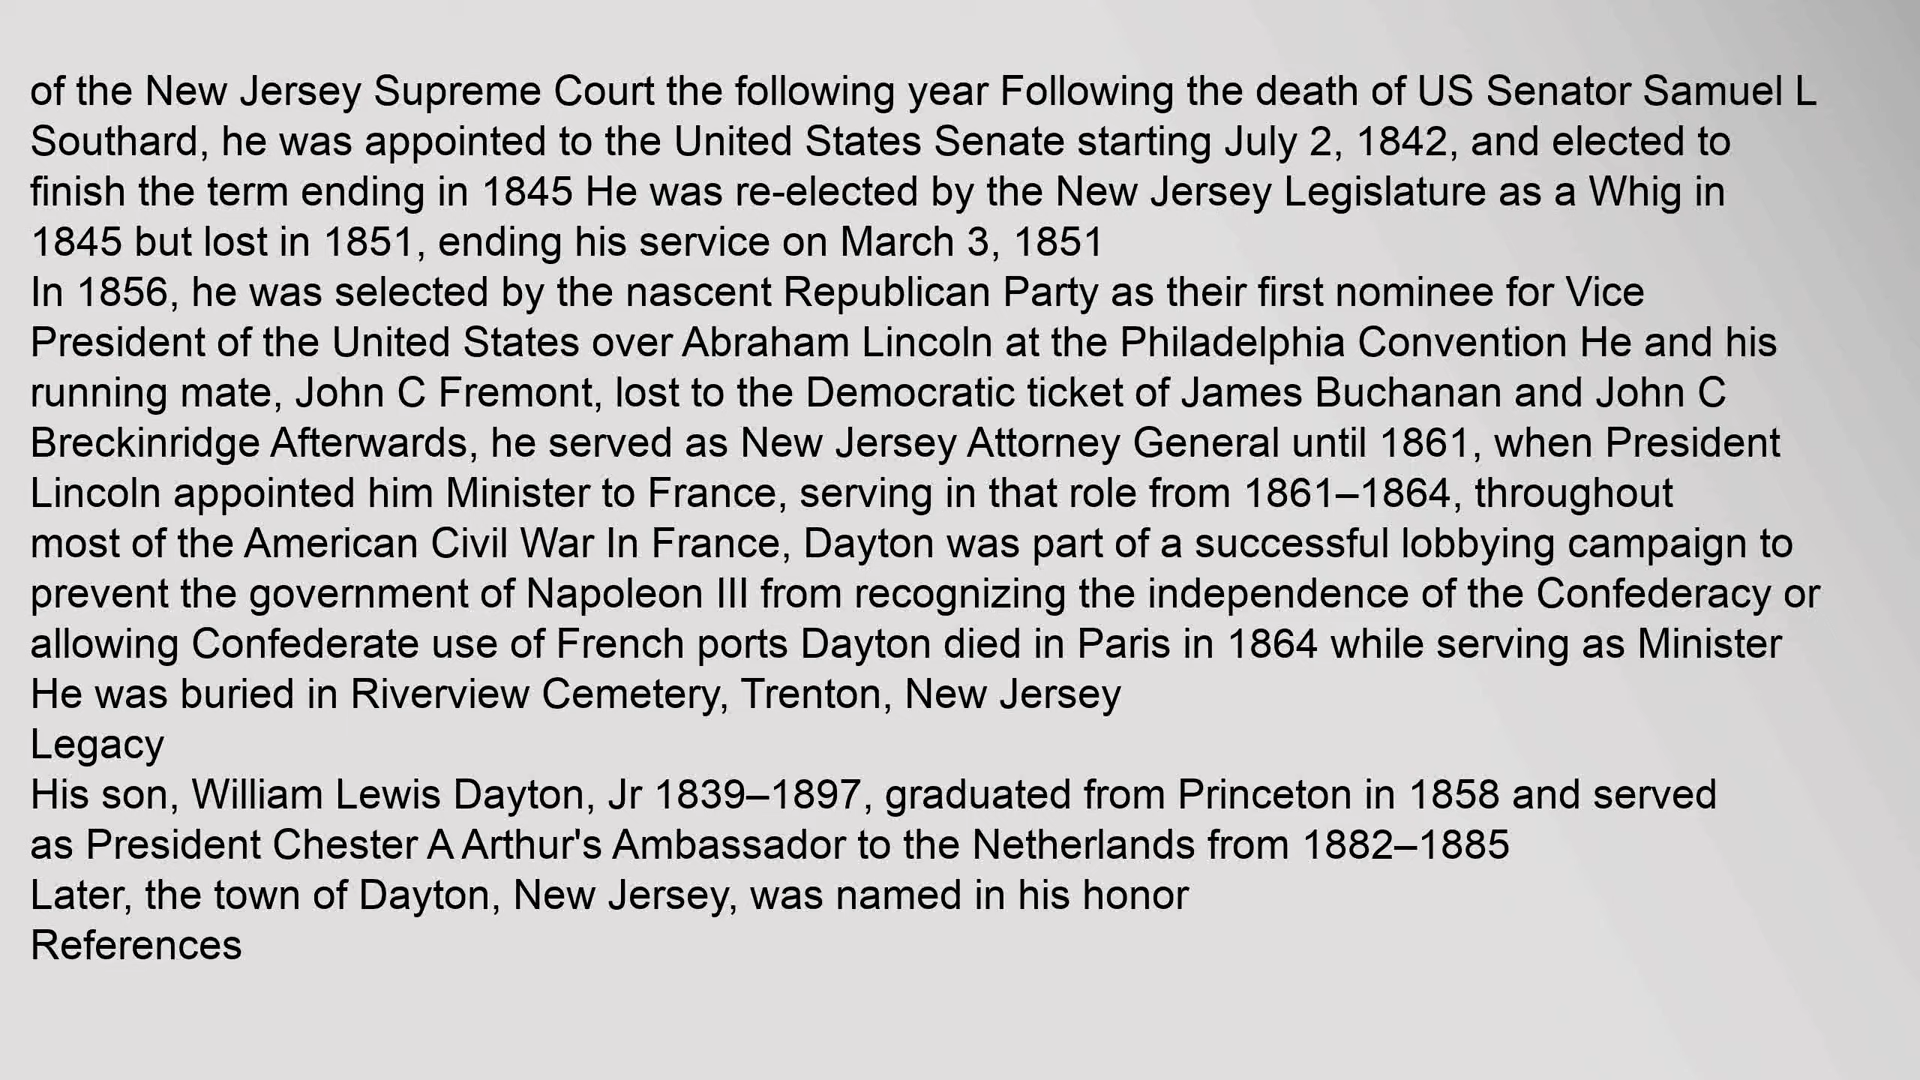 of the New Jersey Supreme Court the following year Following the death of US Senator Samuel L
Southard, he was appointed to the United States Senate starting July 2, 1842, and elected to
finish the term ending in 1845 He was re-elected by the New Jersey Legislature as a Whig in
1845 but lost in 1851, ending his service on March 3, 1851
In 1856, he was selected by the nascent Republican Party as their first nominee for Vice
President of the United States over Abraham Lincoln at the Philadelphia Convention He and his
running mate, John C Fremont, lost to the Democratic ticket of James Buchanan and John C
Breckinridge Afterwards, he served as New Jersey Attorney General until 1861, when President
Lincoln appointed him Minister to France, serving in that role from 1861–1864, throughout
most of the American Civil War In France, Dayton was part of a successful lobbying campaign to
prevent the government of Napoleon III from recognizing the independence of the Confederacy or
allowing Confederate use of French ports Dayton died in Paris in 1864 while serving as Minister
He was buried in Riverview Cemetery, Trenton, New Jersey
Legacy
His son, William Lewis Dayton, Jr 1839–1897, graduated from Princeton in 1858 and served
as President Chester A Arthur's Ambassador to the Netherlands from 1882–1885
Later, the town of Dayton, New Jersey, was named in his honor
References